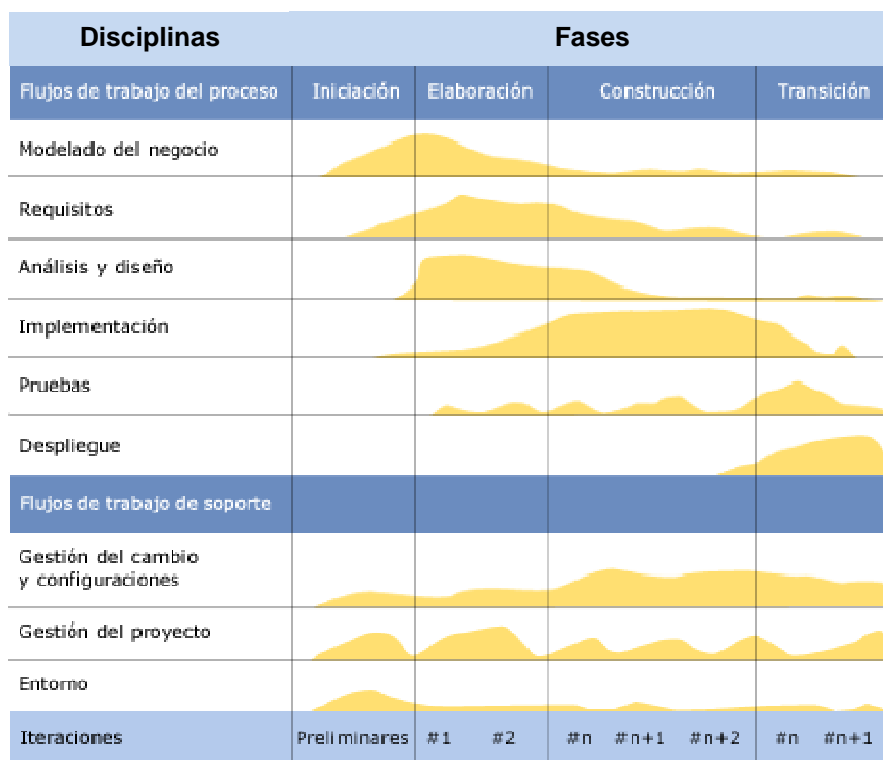 Disciplinas Fases
Flujos de trabajo del proceso Iniciación Elaboración Construcción Transición
Modelado del negocio
Requisitos
Análisis y diseño
Implementación
Pruebas
Despliegue
Flujos de trabajo de soporte
Gestión del cambio
y configuraciones
Gestión del proyecto
Entorno
Iteraciones Preliminares #1 #2 #n #n+1 #n+2 #n #n+1